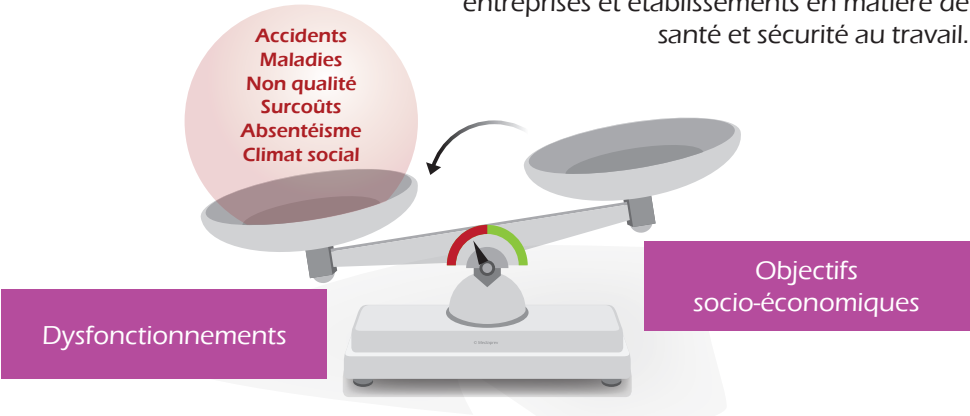 entreprises et établissements en matière de
santé et sécurité au travail.
Accidents
Maladies
Non qualité
Surcoûts
Absentéisme
Climat social
Objectifs
socio-économiques
Dysfonctionnements